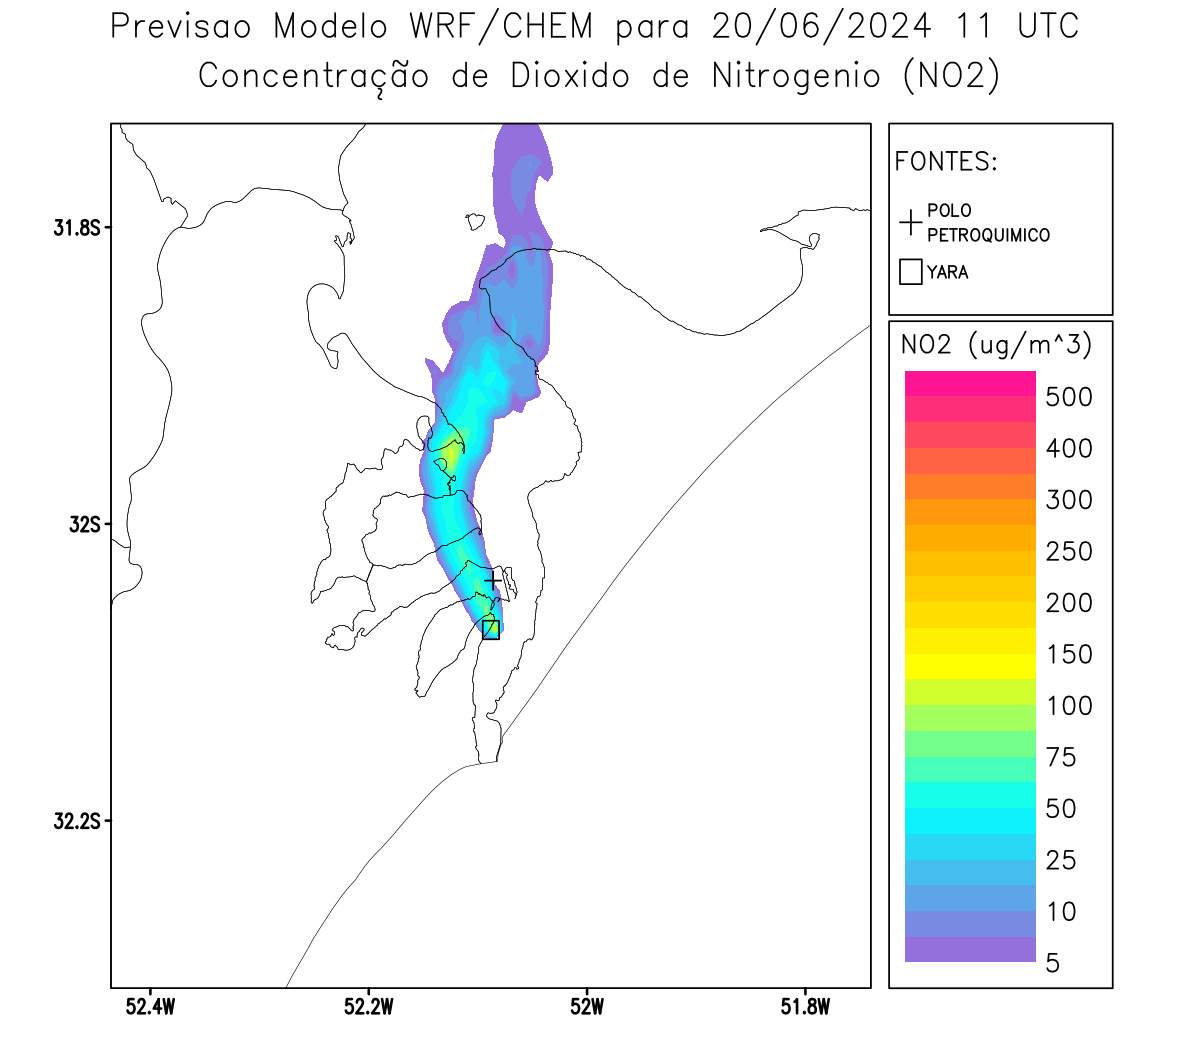 Previsao Modelo WRF/CHEM para 20/06/2024 11 UTC
Concentração de Dioxido de Nitrogenio (NO2)
FONTES:
POLO
PETROQUIMICO
YARA
NO2 (ug/m^3)
500
400
300
250
200
150
100
75
50
25
10
5
31.8S
32S
32.2S
52.4W
52.2W
52W
51.8W